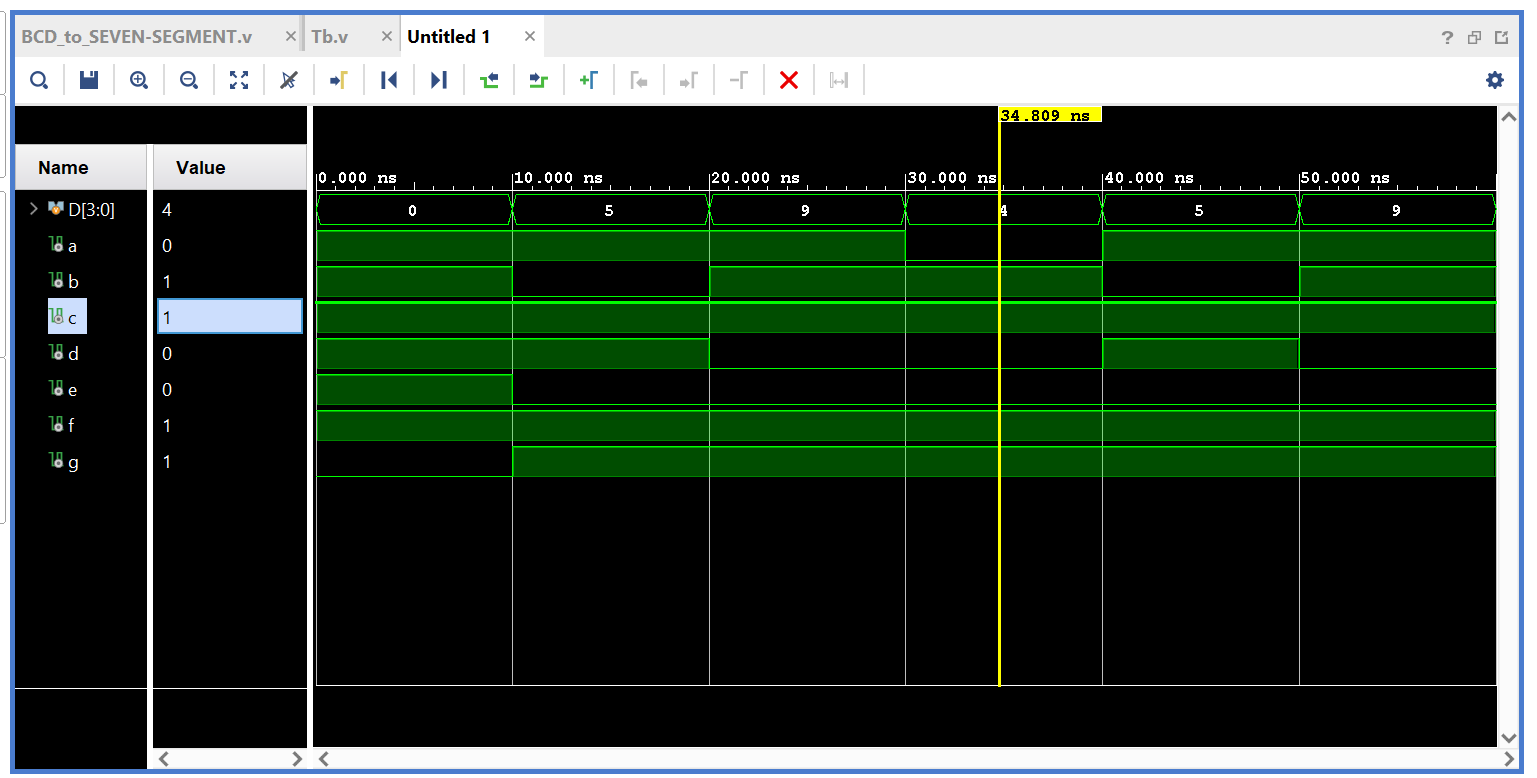 BCD_to_SEVEN-SEGMENT.v Tb.v Untitled 1
34.809 ns
Name Value
0.000 ns 10.000 ns 20.000 ns 30.000 ns 40.000 ns 50.000 ns
D[3:0] 4 0 5 9 4 5 9
a 0
b 1
c 1
d 0
e 0
f 1
g 1